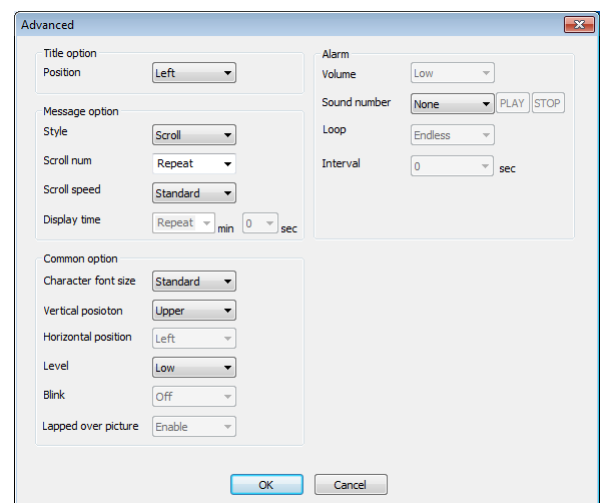 Advanced
Title option
Position Left
Message option
Style Scroll
Scroll num Repeat
Scroll speed Standard
Display time Repeat min 0 sec
Common option
Character font size Standard
Vertical posioton Upper
Horizontal position Left
Level Low
Blink Off
Lapped over picture Enable
Alarm
Volume Low
Sound number None PLAY STOP
Loop Endless
Interval 0 sec
OK Cancel